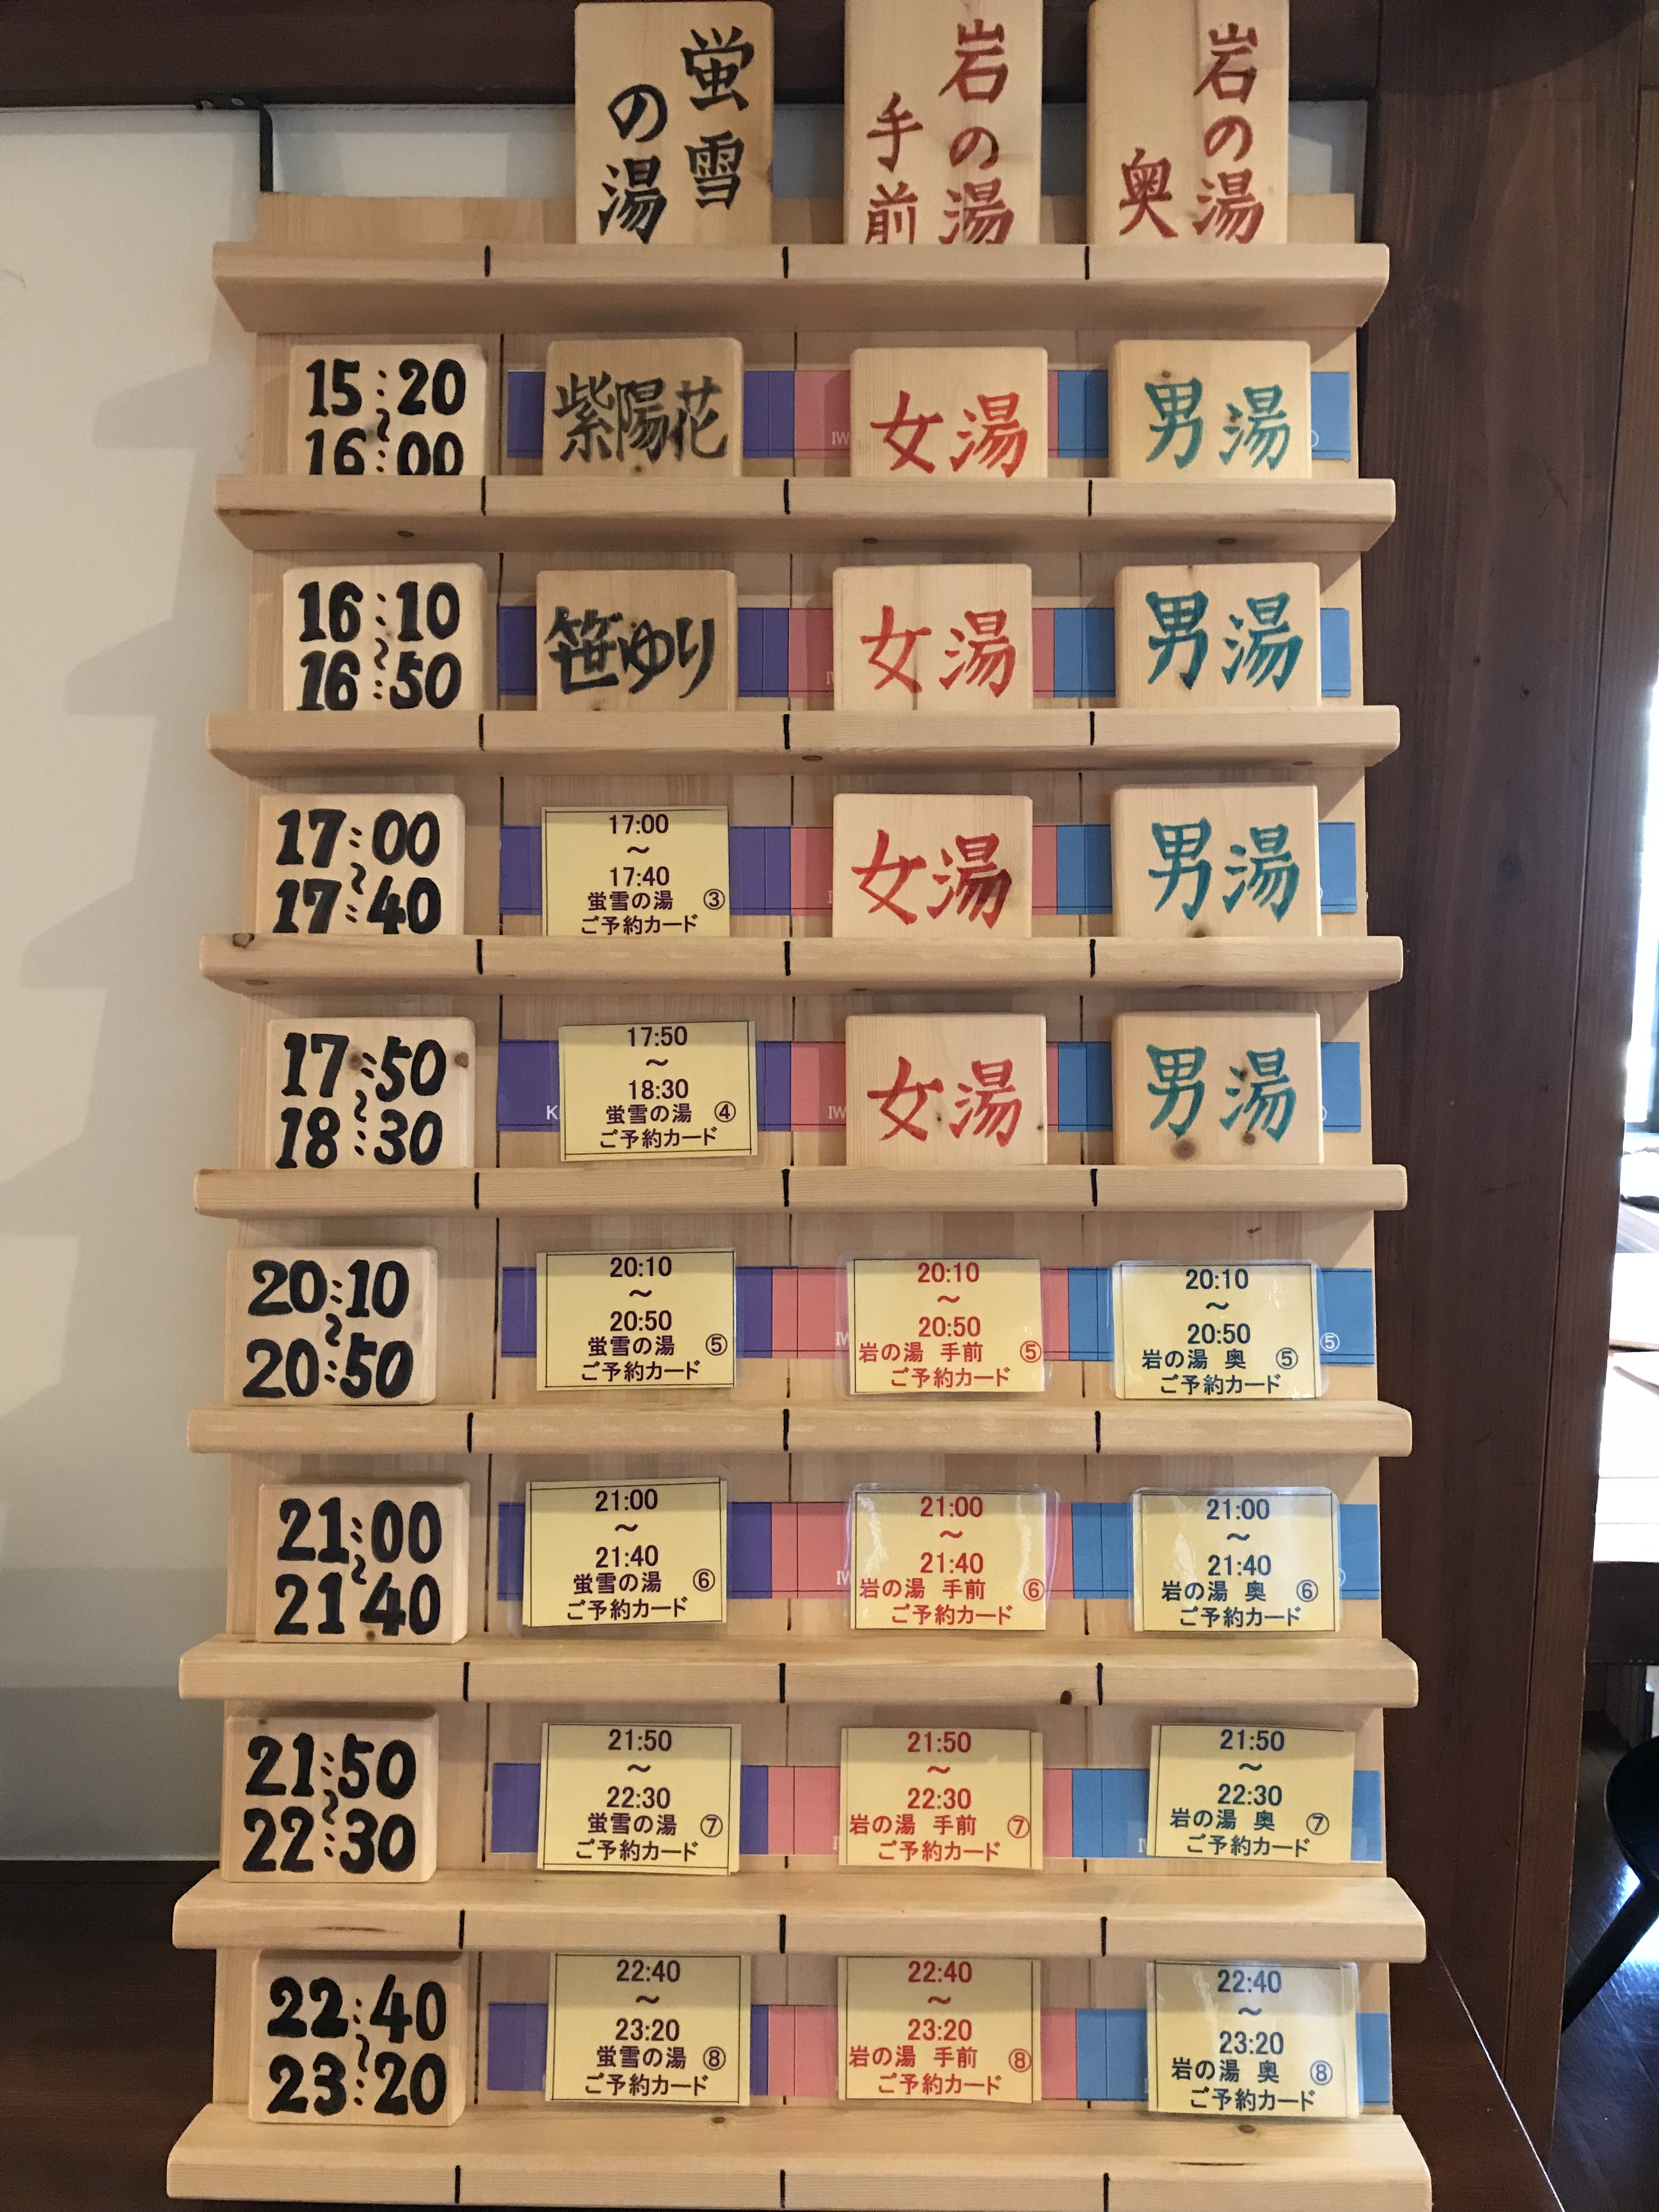 蛍雪
の湯
岩の湯
手前
岩の湯
奥
15:20
〜
16:00
紫陽花
女湯
男湯
16:10
〜
16:50
笹ゆり
女湯
男湯
17:00
〜
17:40
17:00
〜
17:40
蛍雪の湯 ③
ご予約カード
女湯
男湯
17:50
〜
18:30
K
17:50
〜
18:30
蛍雪の湯 ④
ご予約カード
IW
女湯
男湯
20:10
〜
20:50
20:10
〜
20:50
蛍雪の湯 ⑤
ご予約カード
20:10
〜
20:50
岩の湯 手前 ⑤
ご予約カード
20:10
〜
20:50
岩の湯 奥 ⑤
ご予約カード
⑤
21:00
〜
21:40
21:00
〜
21:40
蛍雪の湯 ⑥
ご予約カード
21:00
〜
21:40
岩の湯 手前 ⑥
ご予約カード
21:00
〜
21:40
岩の湯 奥 ⑥
ご予約カード
21:50
〜
22:30
21:50
〜
22:30
蛍雪の湯 ⑦
ご予約カード
21:50
〜
22:30
岩の湯 手前 ⑦
ご予約カード
21:50
〜
22:30
岩の湯 奥 ⑦
ご予約カード
22:40
〜
23:20
22:40
〜
23:20
蛍雪の湯 ⑧
ご予約カード
22:40
〜
23:20
岩の湯 手前 ⑧
ご予約カード
22:40
〜
23:20
岩の湯 奥 ⑧
ご予約カード